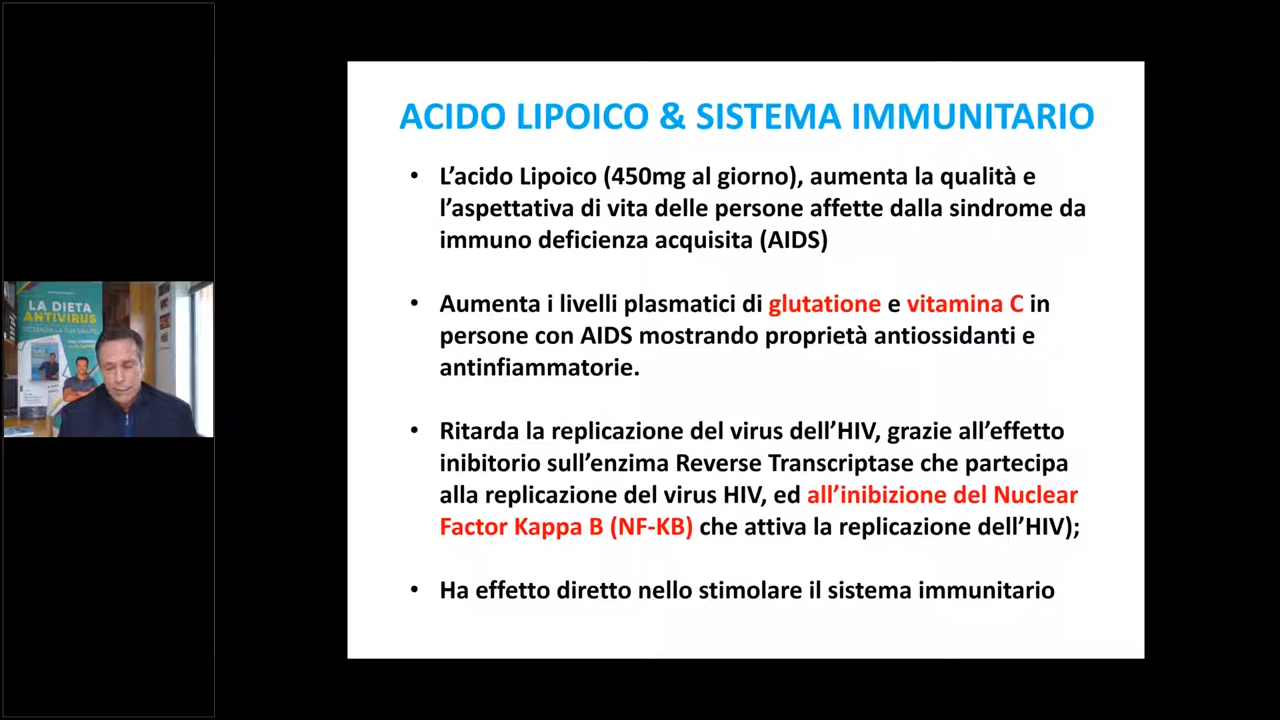 ACIDO LIPOICO & SISTEMA IMMUNITARIO
• L’acido Lipoico (450mg al giorno), aumenta la qualità e
l’aspettativa di vita delle persone affette dalla sindrome da
immuno deficienza acquisita (AIDS)
• Aumenta i livelli plasmatici di glutatione e vitamina C in
persone con AIDS mostrando proprietà antiossidanti e
antinfiammatorie.
• Ritarda la replicazione del virus dell’HIV, grazie all’effetto
inibitorio sull’enzima Reverse Transcriptase che partecipa
alla replicazione del virus HIV, ed all’inibizione del Nuclear
Factor Kappa B (NF-KB) che attiva la replicazione dell’HIV);
• Ha effetto diretto nello stimolare il sistema immunitario
LA DIETA
ANTIVIRUS